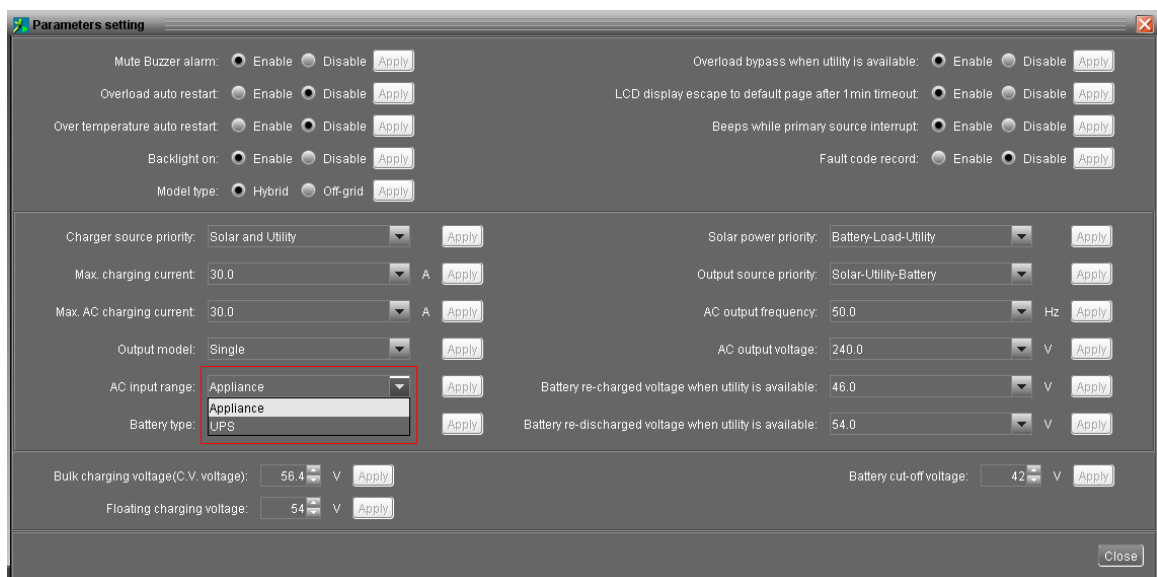 Parameters setting
Mute Buzzer alarm: Enable Disable Apply Overload bypass when utility is available: Enable Disable Apply
Overload auto restart: Enable Disable Apply LCD display escape to default page after 1min timeout: Enable Disable Apply
Over temperature auto restart: Enable Disable Apply Beeps while primary source interrupt: Enable Disable Apply
Backlight on: Enable Disable Apply Fault code record: Enable Disable Apply
Model type: Hybrid Off-grid Apply
Charger source priority: Solar and Utility Apply Solar power priority: Battery-Load-Utility Apply
Max. charging current: 30.0 A Apply Output source priority: Solar-Utility-Battery Apply
Max. AC charging current: 30.0 A Apply AC output frequency: 50.0 Hz Apply
Output model: Single Apply AC output voltage: 240.0 V Apply
AC input range: Appliance Apply Battery re-charged voltage when utility is available: 46.0 V Apply
Appliance
Battery type: UPS Apply Battery re-discharged voltage when utility is available: 54.0 V Apply
Bulk charging voltage(C.V. voltage): 56.4 V Apply Battery cut-off voltage: 42 V Apply
Floating charging voltage: 54 V Apply
Close